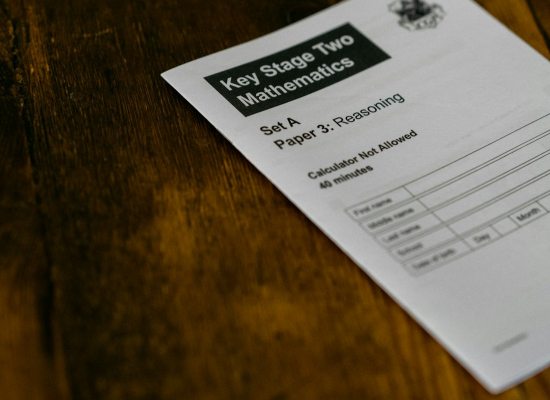 Key Stage Two
Mathematics
Set A
Paper 3: Reasoning
Calculator Not Allowed
40 minutes
First name
Middle name
Last name
School
Date of birth
Day
Month